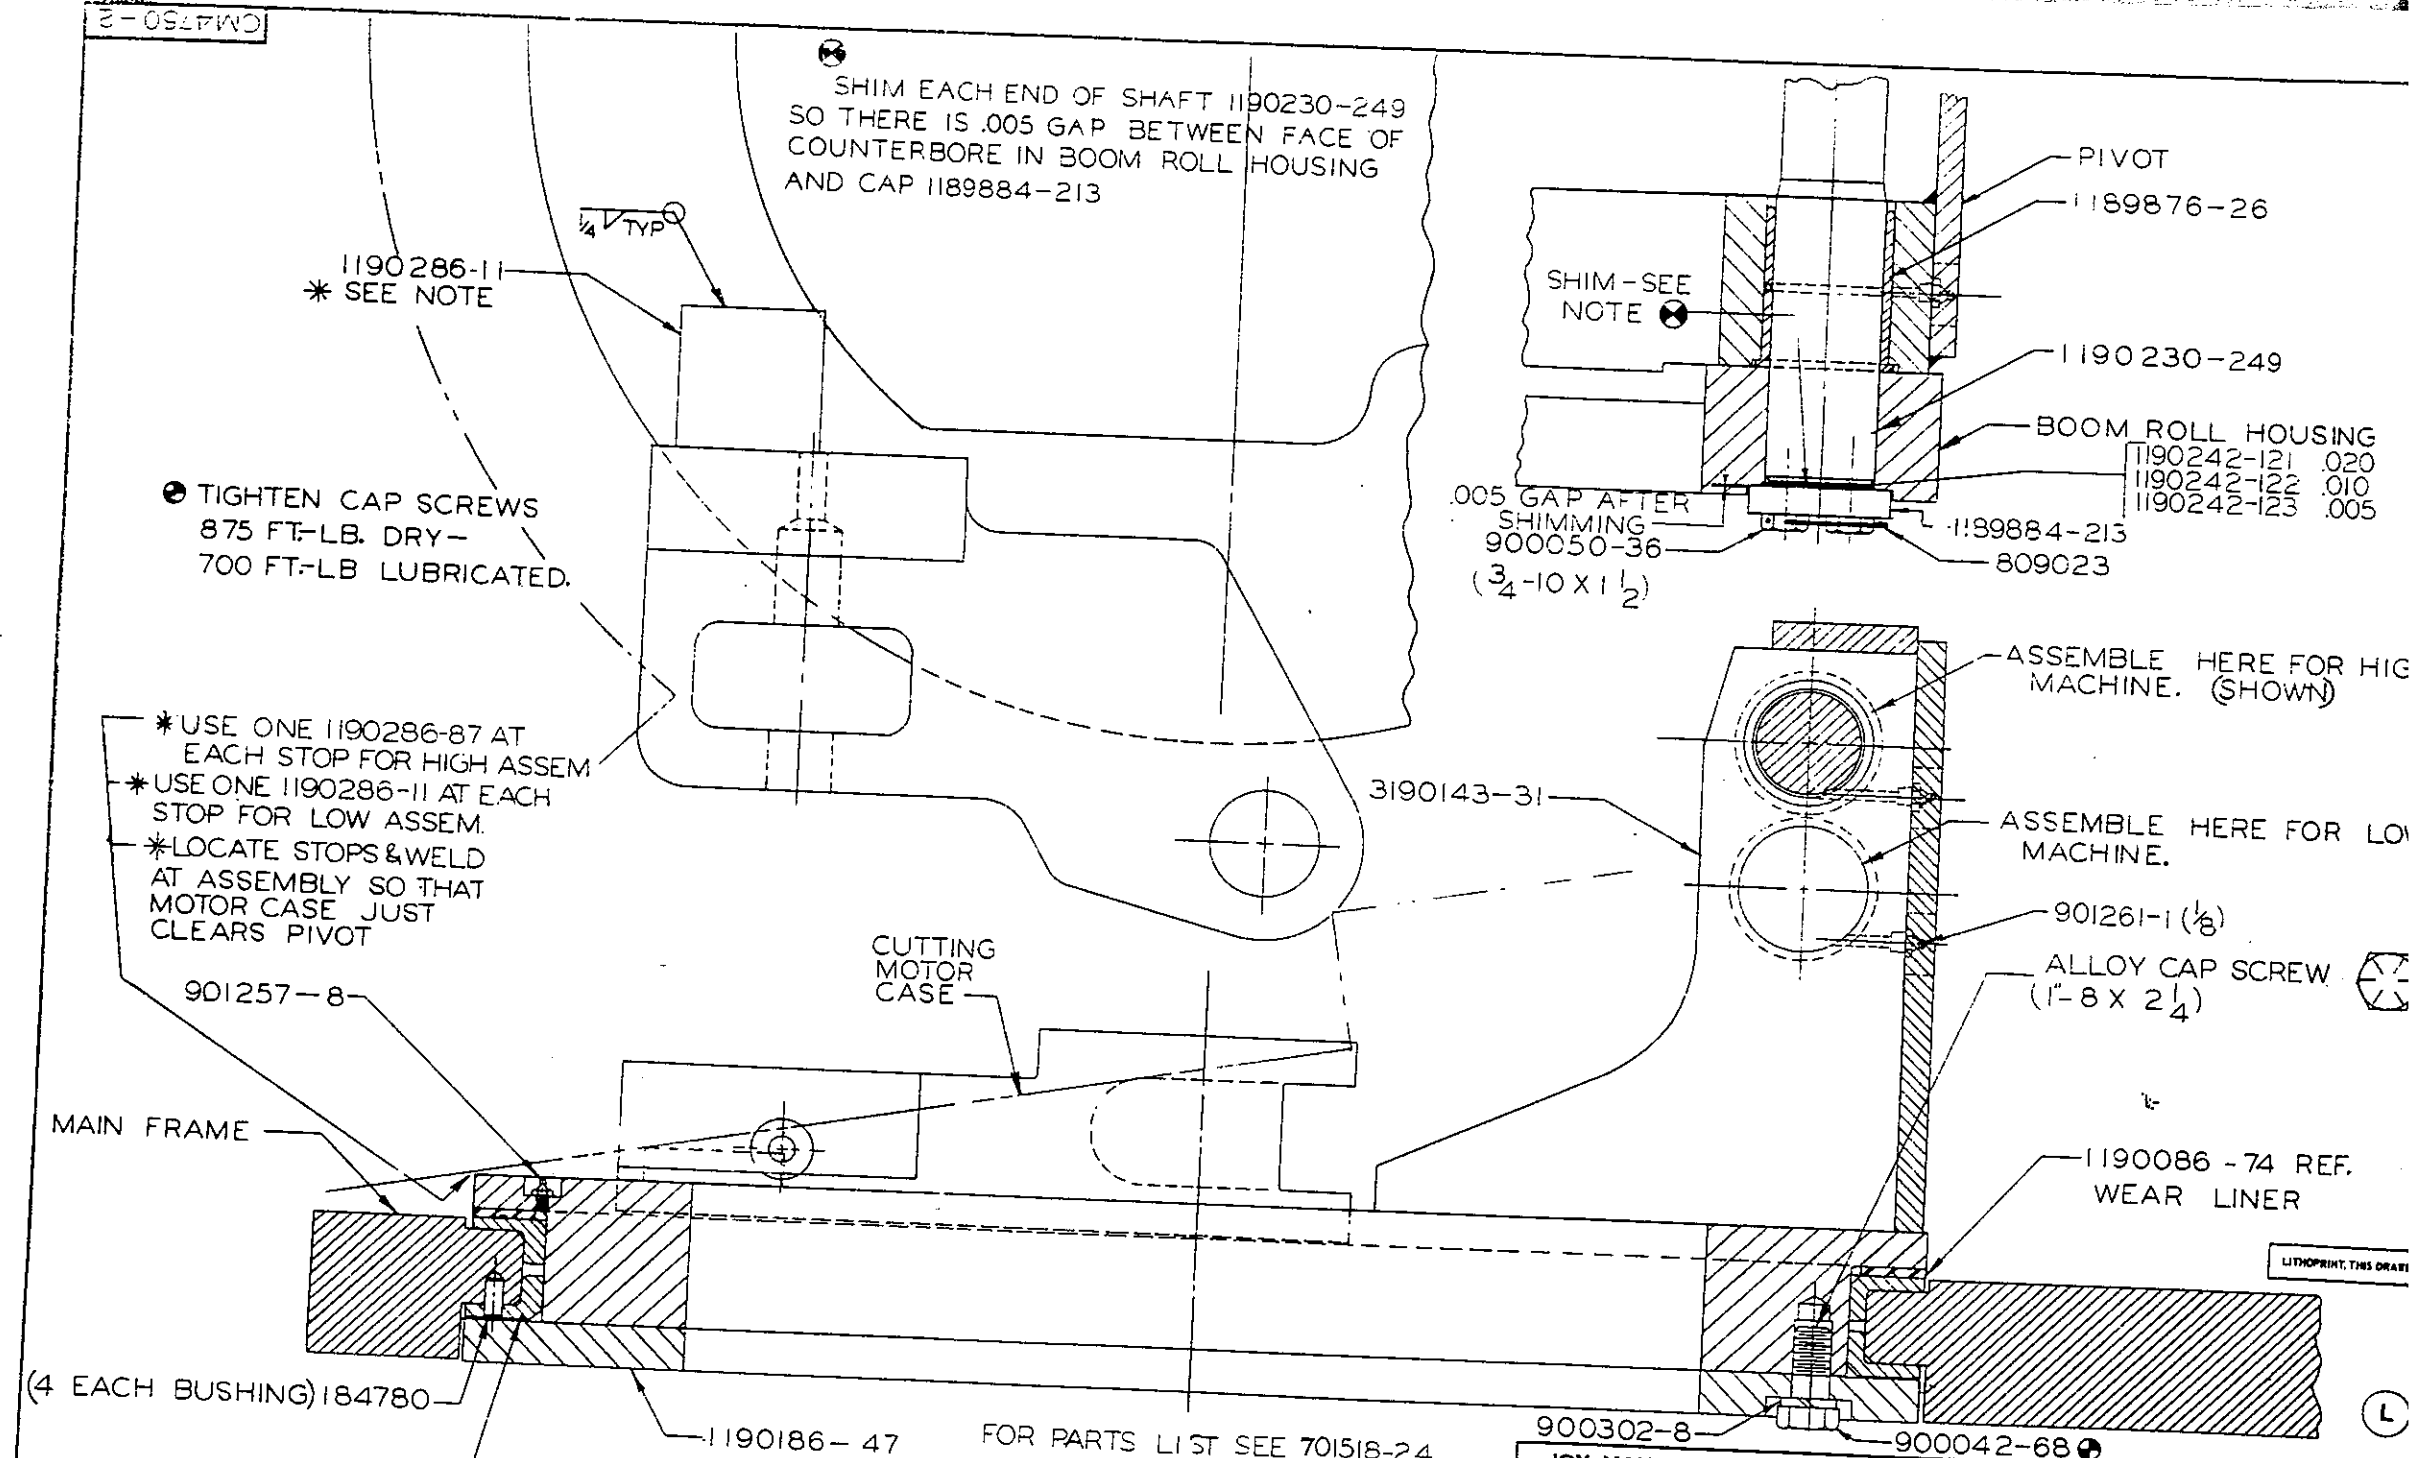 CM4750-2
SHIM EACH END OF SHAFT 1190230-249
SO THERE IS .005 GAP BETWEEN FACE OF
COUNTERBORE IN BOOM ROLL HOUSING
AND CAP 1189884-213
1/4 TYP
1190286-11
* SEE NOTE
TIGHTEN CAP SCREWS
875 FT.-LB. DRY-
700 FT.-LB LUBRICATED.
* USE ONE 1190286-87 AT
EACH STOP FOR HIGH ASSEM
* USE ONE 1190286-11 AT EACH
STOP FOR LOW ASSEM.
* LOCATE STOPS & WELD
AT ASSEMBLY SO THAT
MOTOR CASE JUST
CLEARS PIVOT
901257-8
MAIN FRAME
CUTTING
MOTOR
CASE
(4 EACH BUSHING) 184780
1190186-47
FOR PARTS LIST SEE 701518-24
PIVOT
1189876-26
SHIM-SEE
NOTE
1190230-249
BOOM ROLL HOUSING
1190242-121 .020
1190242-122 .010
1190242-123 .005
.005 GAP AFTER
SHIMMING
900050-36
(3/4-10 X 1 1/2)
1189884-213
809023
ASSEMBLE HERE FOR HIG
MACHINE. (SHOWN)
3190143-31
ASSEMBLE HERE FOR LOW
MACHINE.
901261-1 (1/8)
ALLOY CAP SCREW
(1"-8 X 2 1/4)
1190086-74 REF.
WEAR LINER
LITHOPRINT, THIS
900302-8
900042-68
L